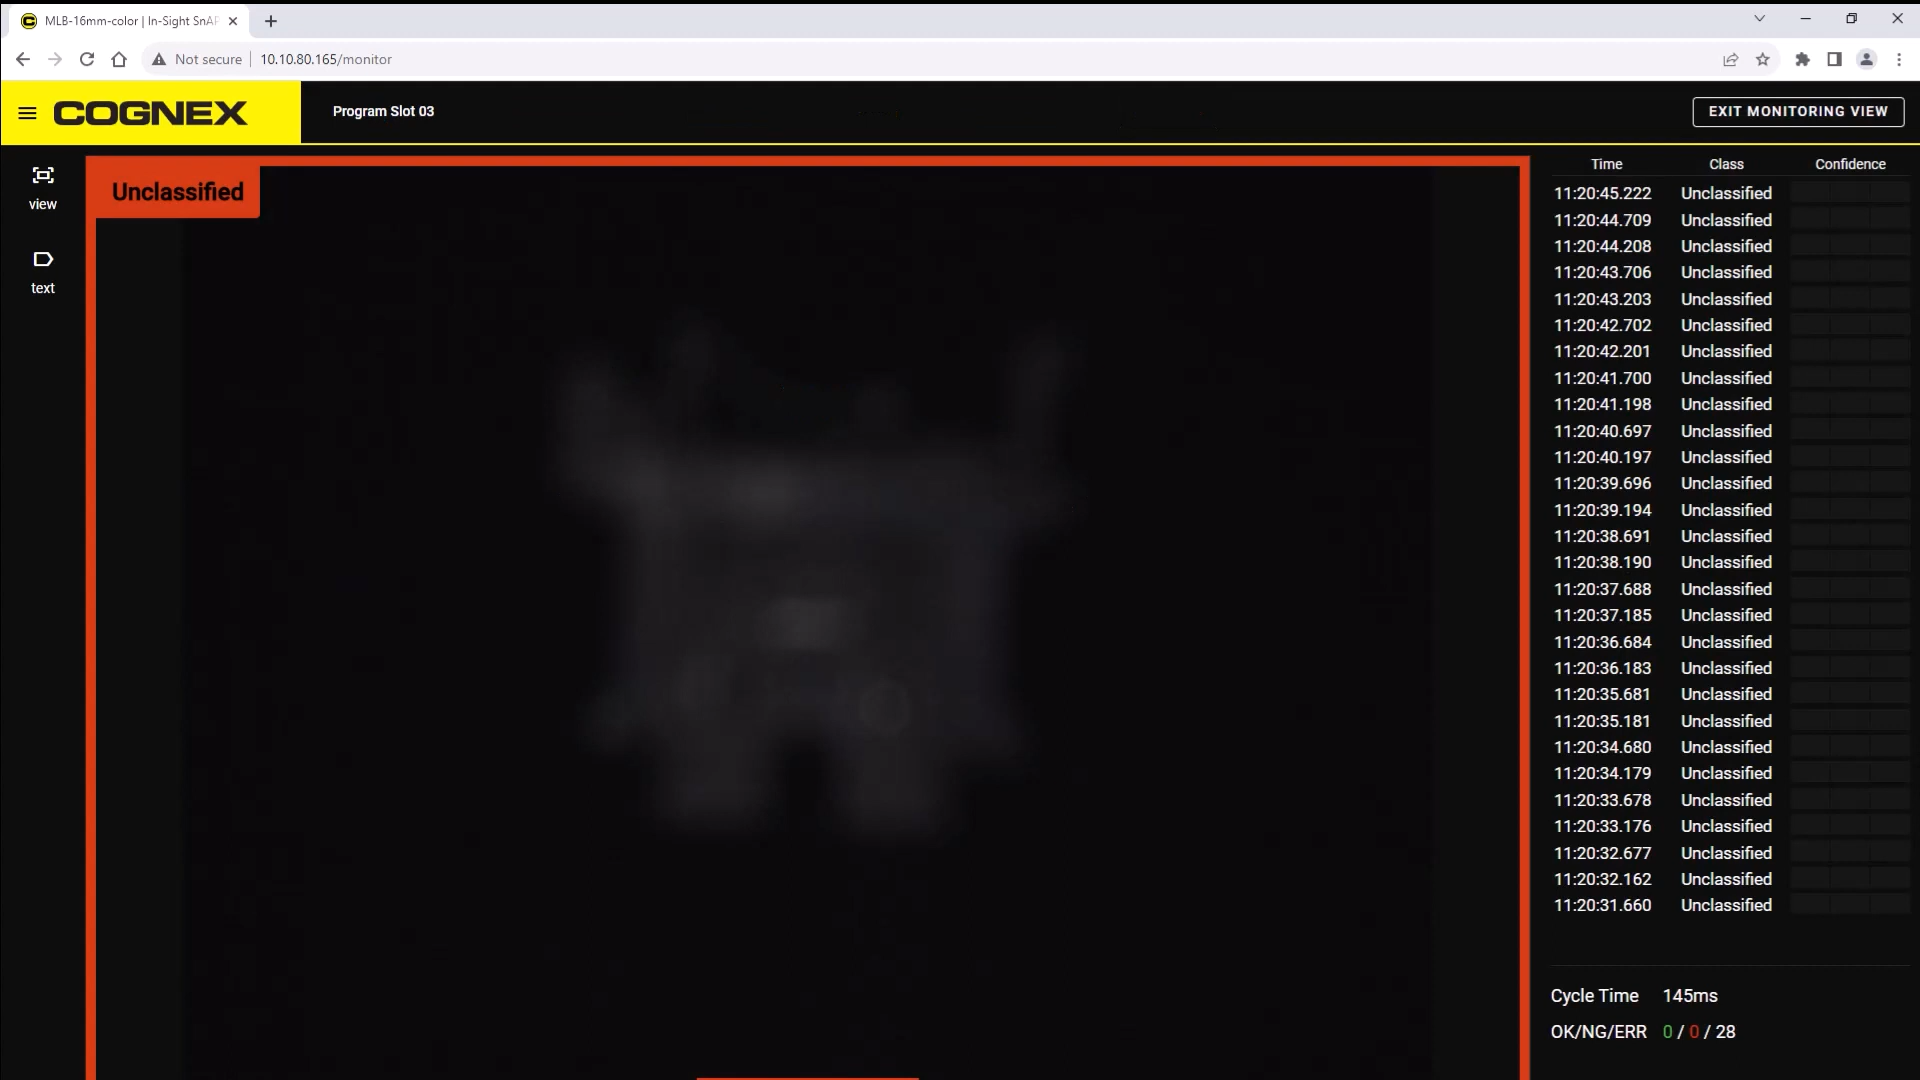 MLB-16mm-color | In-Sight SnAP
Not secure 10.10.80.165/monitor
COGNEX
Program Slot 03
EXIT MONITORING VIEW
view
text
Unclassified
Time Class Confidence
11:20:45.222 Unclassified
11:20:44.709 Unclassified
11:20:44.208 Unclassified
11:20:43.706 Unclassified
11:20:43.203 Unclassified
11:20:42.702 Unclassified
11:20:42.201 Unclassified
11:20:41.700 Unclassified
11:20:41.198 Unclassified
11:20:40.697 Unclassified
11:20:40.197 Unclassified
11:20:39.696 Unclassified
11:20:39.194 Unclassified
11:20:38.691 Unclassified
11:20:38.190 Unclassified
11:20:37.688 Unclassified
11:20:37.185 Unclassified
11:20:36.684 Unclassified
11:20:36.183 Unclassified
11:20:35.681 Unclassified
11:20:35.181 Unclassified
11:20:34.680 Unclassified
11:20:34.179 Unclassified
11:20:33.678 Unclassified
11:20:33.176 Unclassified
11:20:32.677 Unclassified
11:20:32.162 Unclassified
11:20:31.660 Unclassified
Cycle Time 145ms
OK/NG/ERR 0 / 0 / 28